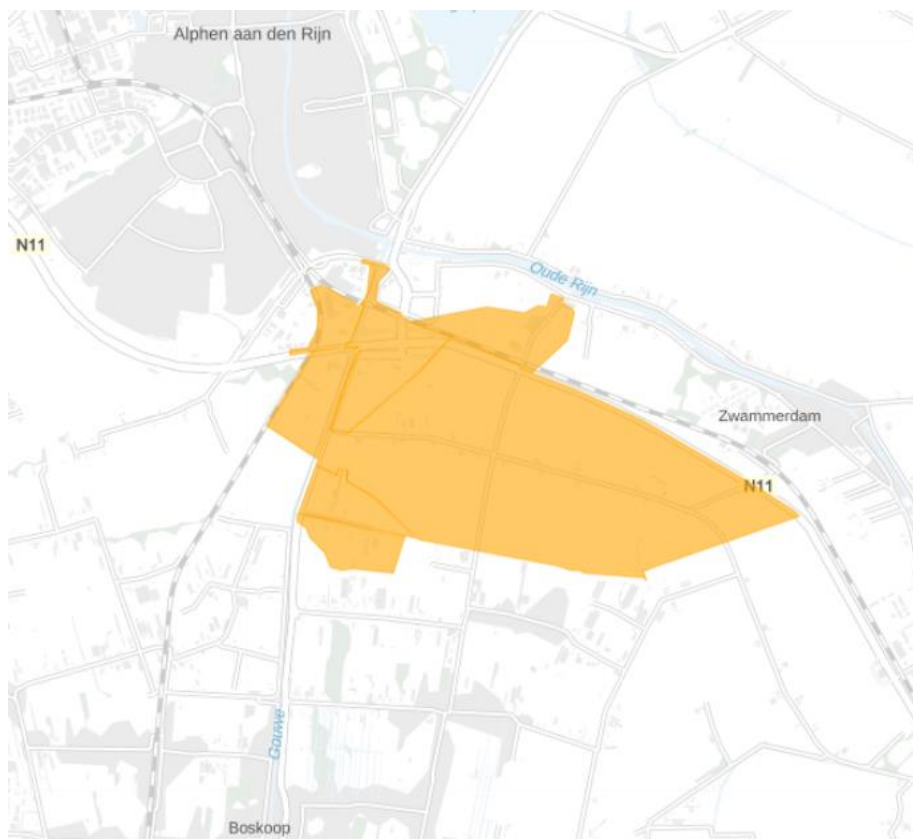 Alphen aan den Rijn
N11
Oude Rijn
Zwammerdam
N11
Gouwe
Boskoop